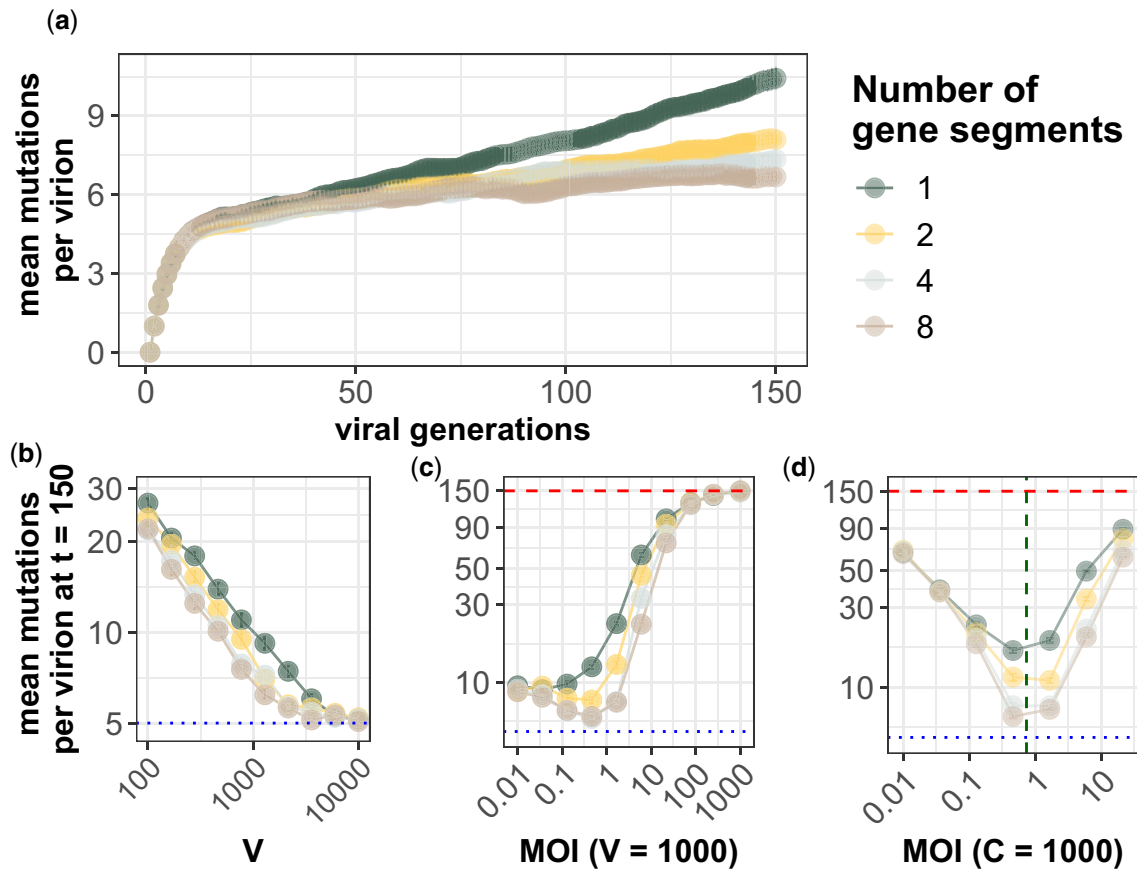 (a)
mean mutations
per virion
9
6
3
0
0 50 100 150
viral generations
Number of
gene segments
1
2
4
8
(b)
mean mutations
per virion at t = 150
30
20
10
5
100 1000 10000
V
(c)
150
90
50
30
10
0.01 0.1 1 10 100 1000
MOI (V = 1000)
(d)
150
90
50
30
10
0.01 0.1 1 10
MOI (C = 1000)